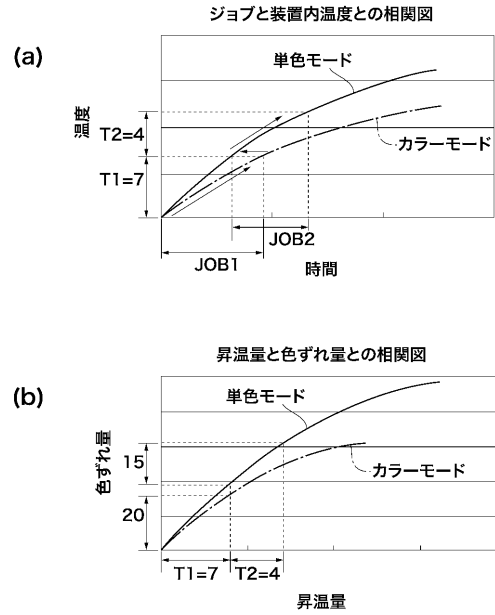 ジョブと装置内温度との相関図
(a)
単色モード
温度
T2=4
カラーモード
T1=7
JOB2
JOB1
時間
昇温量と色ずれ量との相関図
(b)
単色モード
色ずれ量
15
カラーモード
20
T1=7
T2=4
昇温量